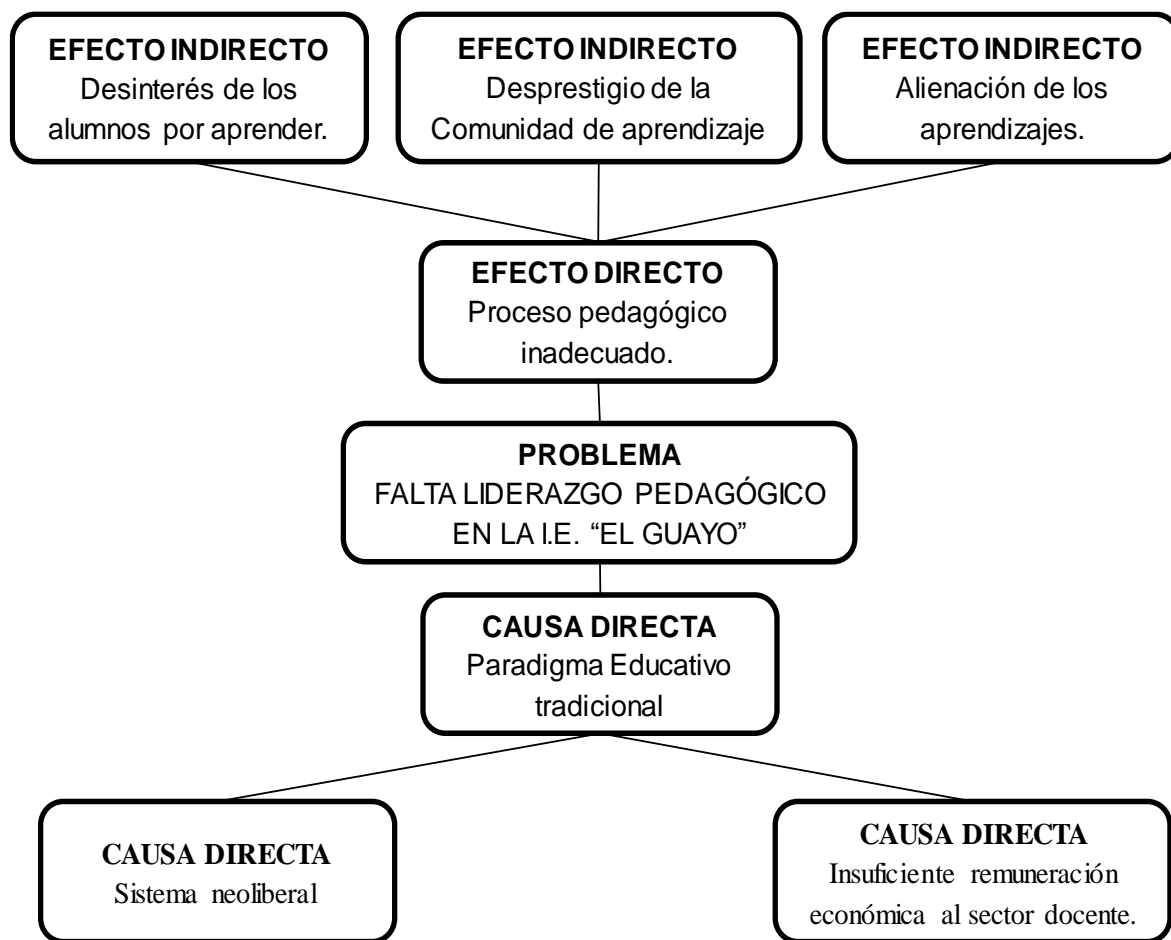 EFECTO INDIRECTO
Desinterés de los
alumnos por aprender.
EFECTO INDIRECTO
Desprestigio de la
Comunidad de aprendizaje
EFECTO INDIRECTO
Alienación de los
aprendizajes.
EFECTO DIRECTO
Proceso pedagógico
inadecuado.
PROBLEMA
FALTA LIDERAZGO PEDAGÓGICO
EN LA I.E. “EL GUAYO”
CAUSA DIRECTA
Paradigma Educativo
tradicional
CAUSA DIRECTA
Sistema neoliberal
CAUSA DIRECTA
Insuficiente remuneración
económica al sector docente.